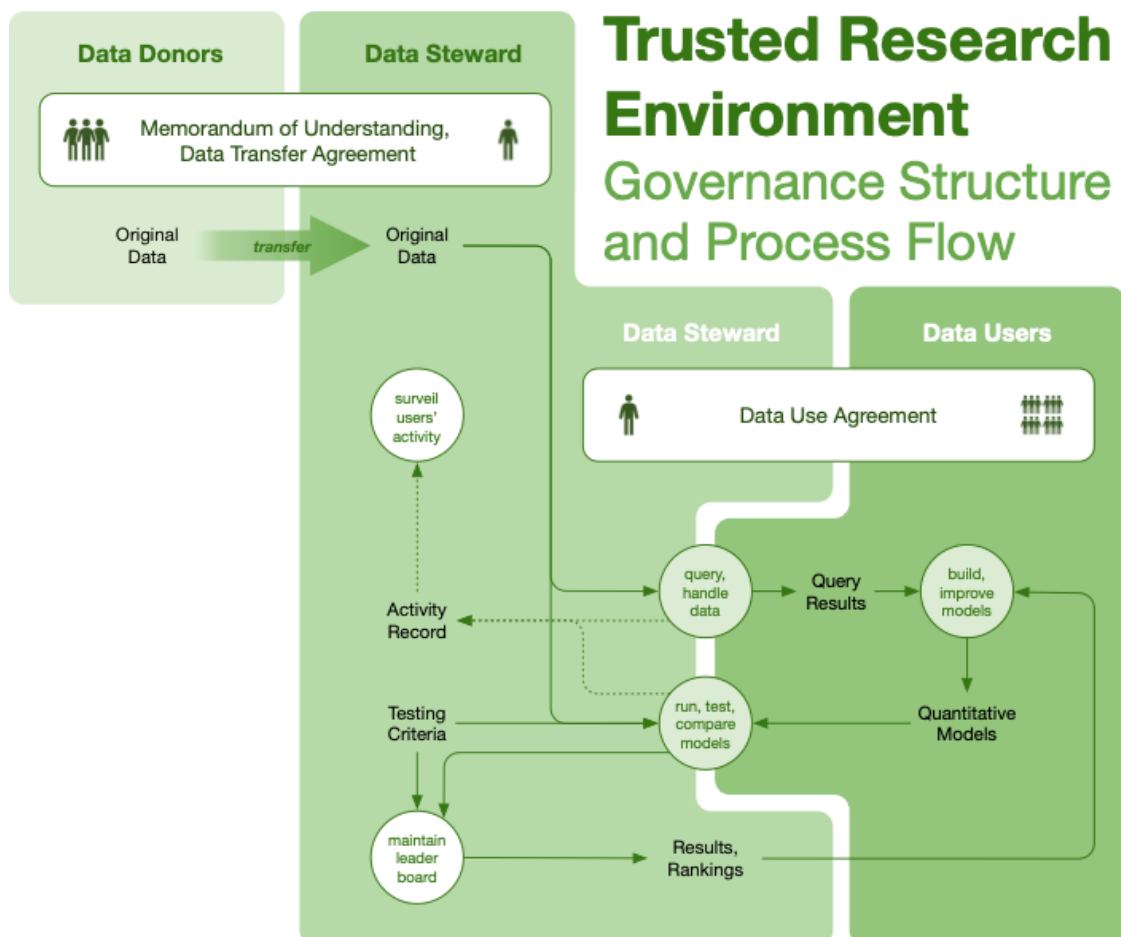 Trusted Research
Environment
Governance Structure
and Process Flow
Data Donors
Data Steward
Memorandum of Understanding,
Data Transfer Agreement
Original
Data
transfer
Original
Data
Data Steward
Data Users
Data Use Agreement
surveil
users'
activity
query,
handle
data
Query
Results
build,
improve
models
Activity
Record
Testing
Criteria
run, test,
compare
models
Quantitative
Models
maintain
leader
board
Results,
Rankings